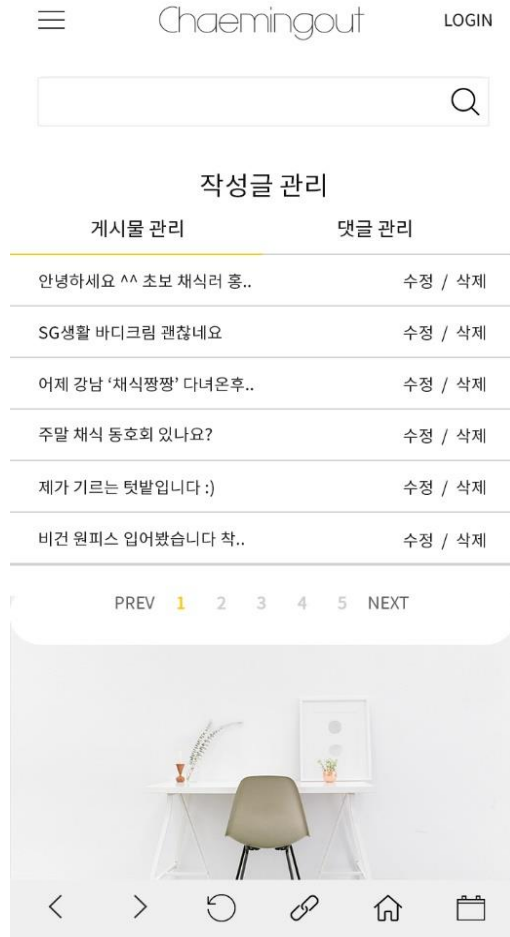 Chaemingout LOGIN
작성글 관리
게시물 관리 댓글 관리
안녕하세요 ^^ 초보 채식러 홍.. 수정 / 삭제
SG생활 바디크림 괜찮네요 수정 / 삭제
어제 강남 ‘채식짱짱’ 다녀온후.. 수정 / 삭제
주말 채식 동호회 있나요? 수정 / 삭제
제가 기르는 텃밭입니다 :) 수정 / 삭제
비건 원피스 입어봤습니다 착.. 수정 / 삭제
PREV 1 2 3 4 5 NEXT